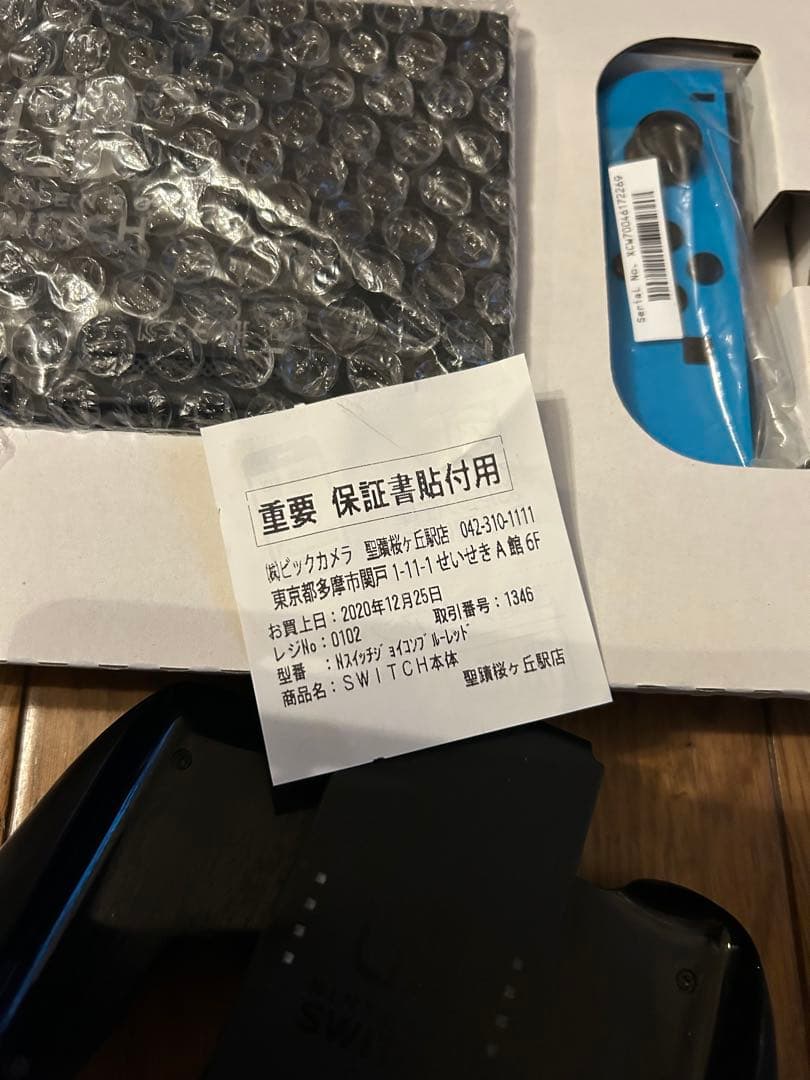 SWITCH
Serial No. XCW70046172269
重要 保証書貼付用
㈱ビックカメラ 聖蹟桜ヶ丘駅店 042-310-1111
東京都多摩市関戸1-11-1せいせきA館6F
お買上日：2020年12月25日
レジNo：0102 取引番号：1346
型番 ：Nスイッチジョイコンブルーレッド
商品名：SWITCH本体
聖蹟桜ヶ丘駅店